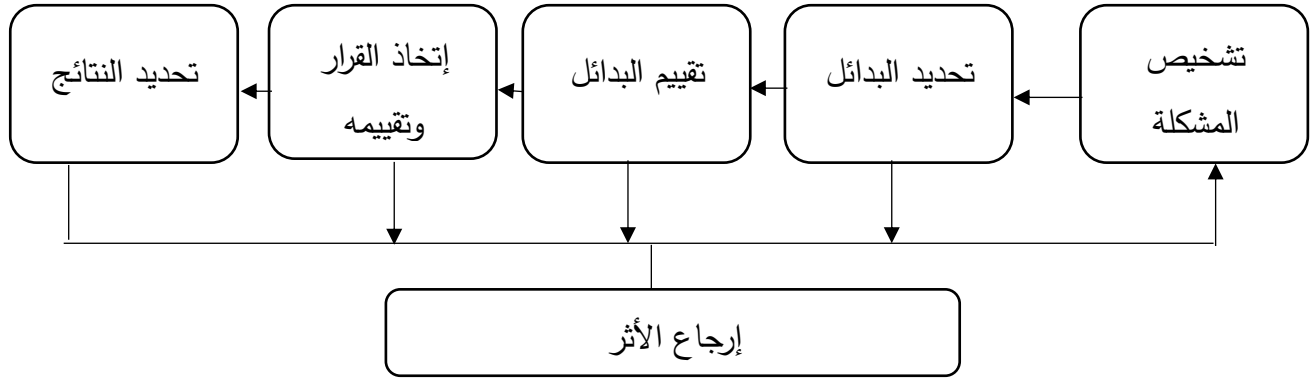 تشخيص
المشكلة
تحديد البدائل
تقييم البدائل
إتخاذ القرار
وتقييمه
تحديد النتائج
إرجاع الأثر